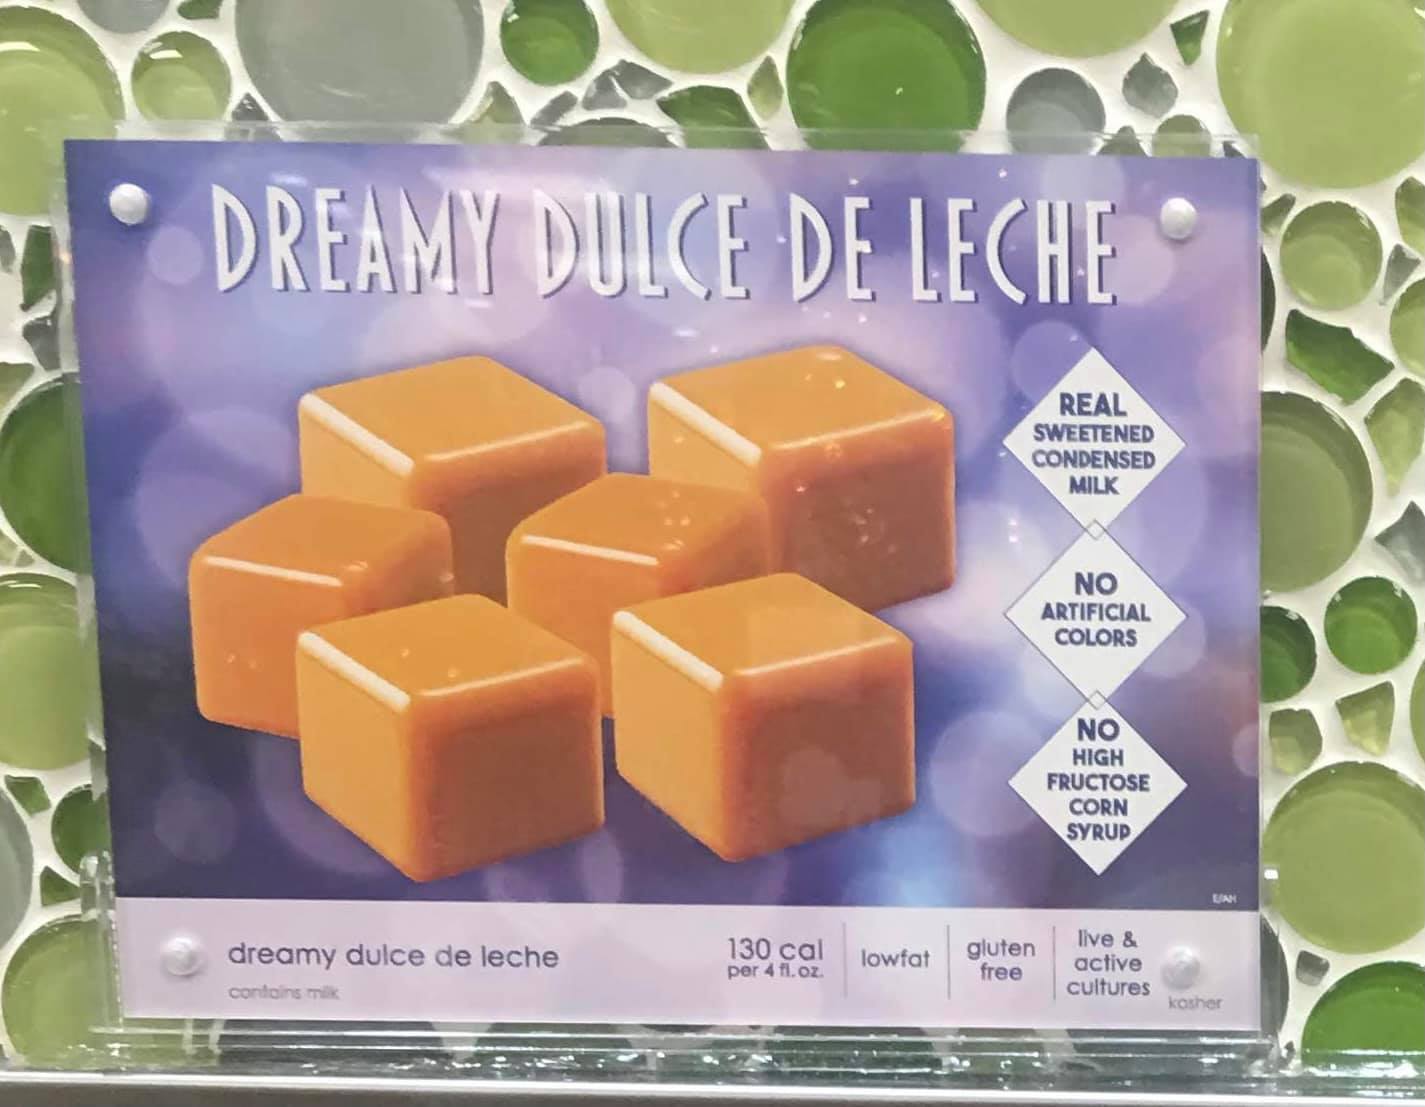 DREAMY DULCE DE LECHE
REAL
SWEETENED
CONDENSED
MILK
NO
ARTIFICIAL
COLORS
NO
HIGH
FRUCTOSE
CORN
SYRUP
E/AH
dreamy dulce de leche
contains milk
130 cal
per 4 fl. oz.
lowfat
gluten
free
live &
active
cultures
kosher